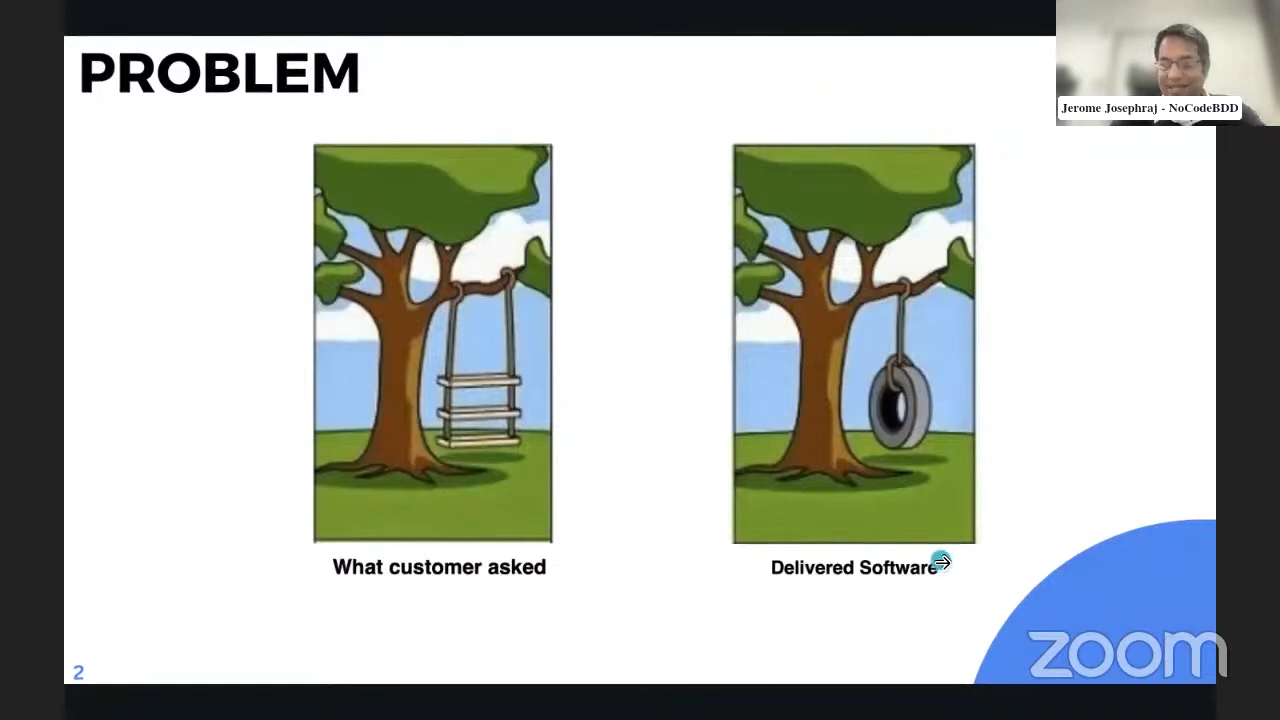 PROBLEM
Jerome Josephraj - NoCodeBDD
What customer asked
Delivered Software
2
zoom